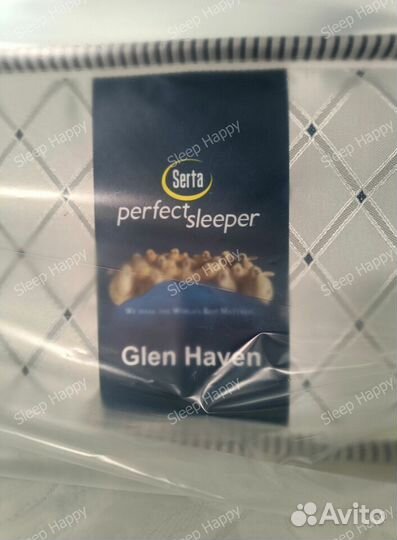 Serta
perfect sleeper
WE MAKE THE WORLD'S BEST MATTRESS
Glen Haven
Sleep Happy
Avito